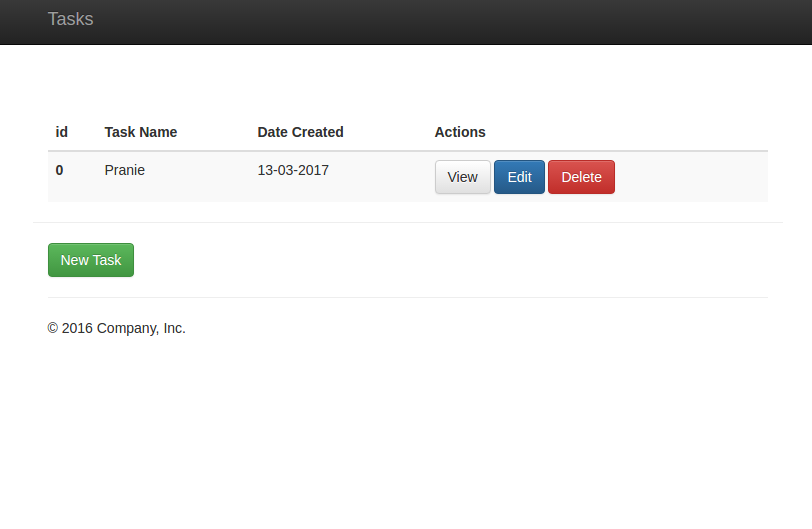 Tasks
id Task Name Date Created Actions
0 Pranie 13-03-2017 View Edit Delete
New Task
© 2016 Company, Inc.